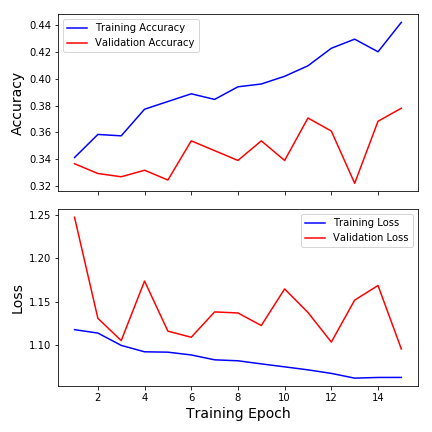 0.44
0.42
0.40
0.38
0.36
0.34
0.32
Accuracy
Training Accuracy
Validation Accuracy
1.25
1.20
1.15
1.10
Loss
Training Loss
Validation Loss
2 4 6 8 10 12 14
Training Epoch